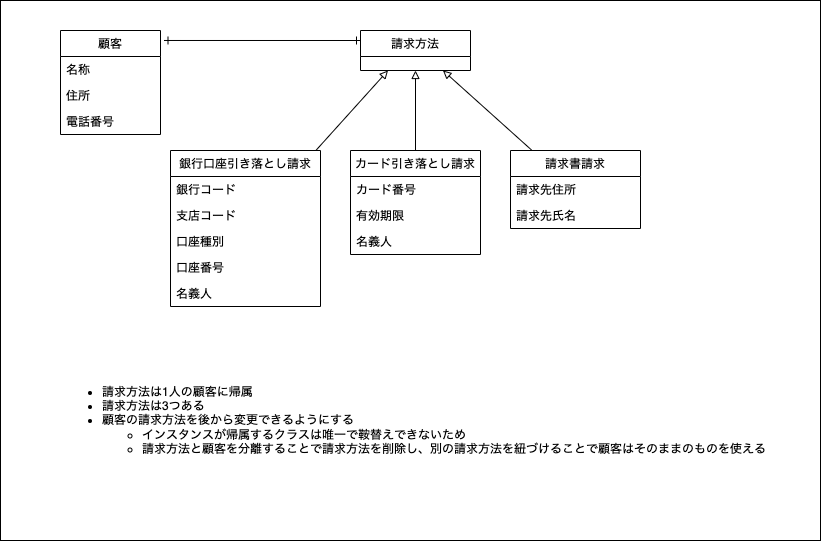 顧客
名称
住所
電話番号
請求方法
銀行口座引き落とし請求
銀行コード
支店コード
口座種別
口座番号
名義人
カード引き落とし請求
カード番号
有効期限
名義人
請求書請求
請求先住所
請求先氏名
請求方法は1人の顧客に帰属
請求方法は3つある
顧客の請求方法を後から変更できるようにする
インスタンスが帰属するクラスは唯一で鞍替えできないため
請求方法と顧客を分離することで請求方法を削除し、別の請求方法を紐づけることで顧客はそのままのものを使える